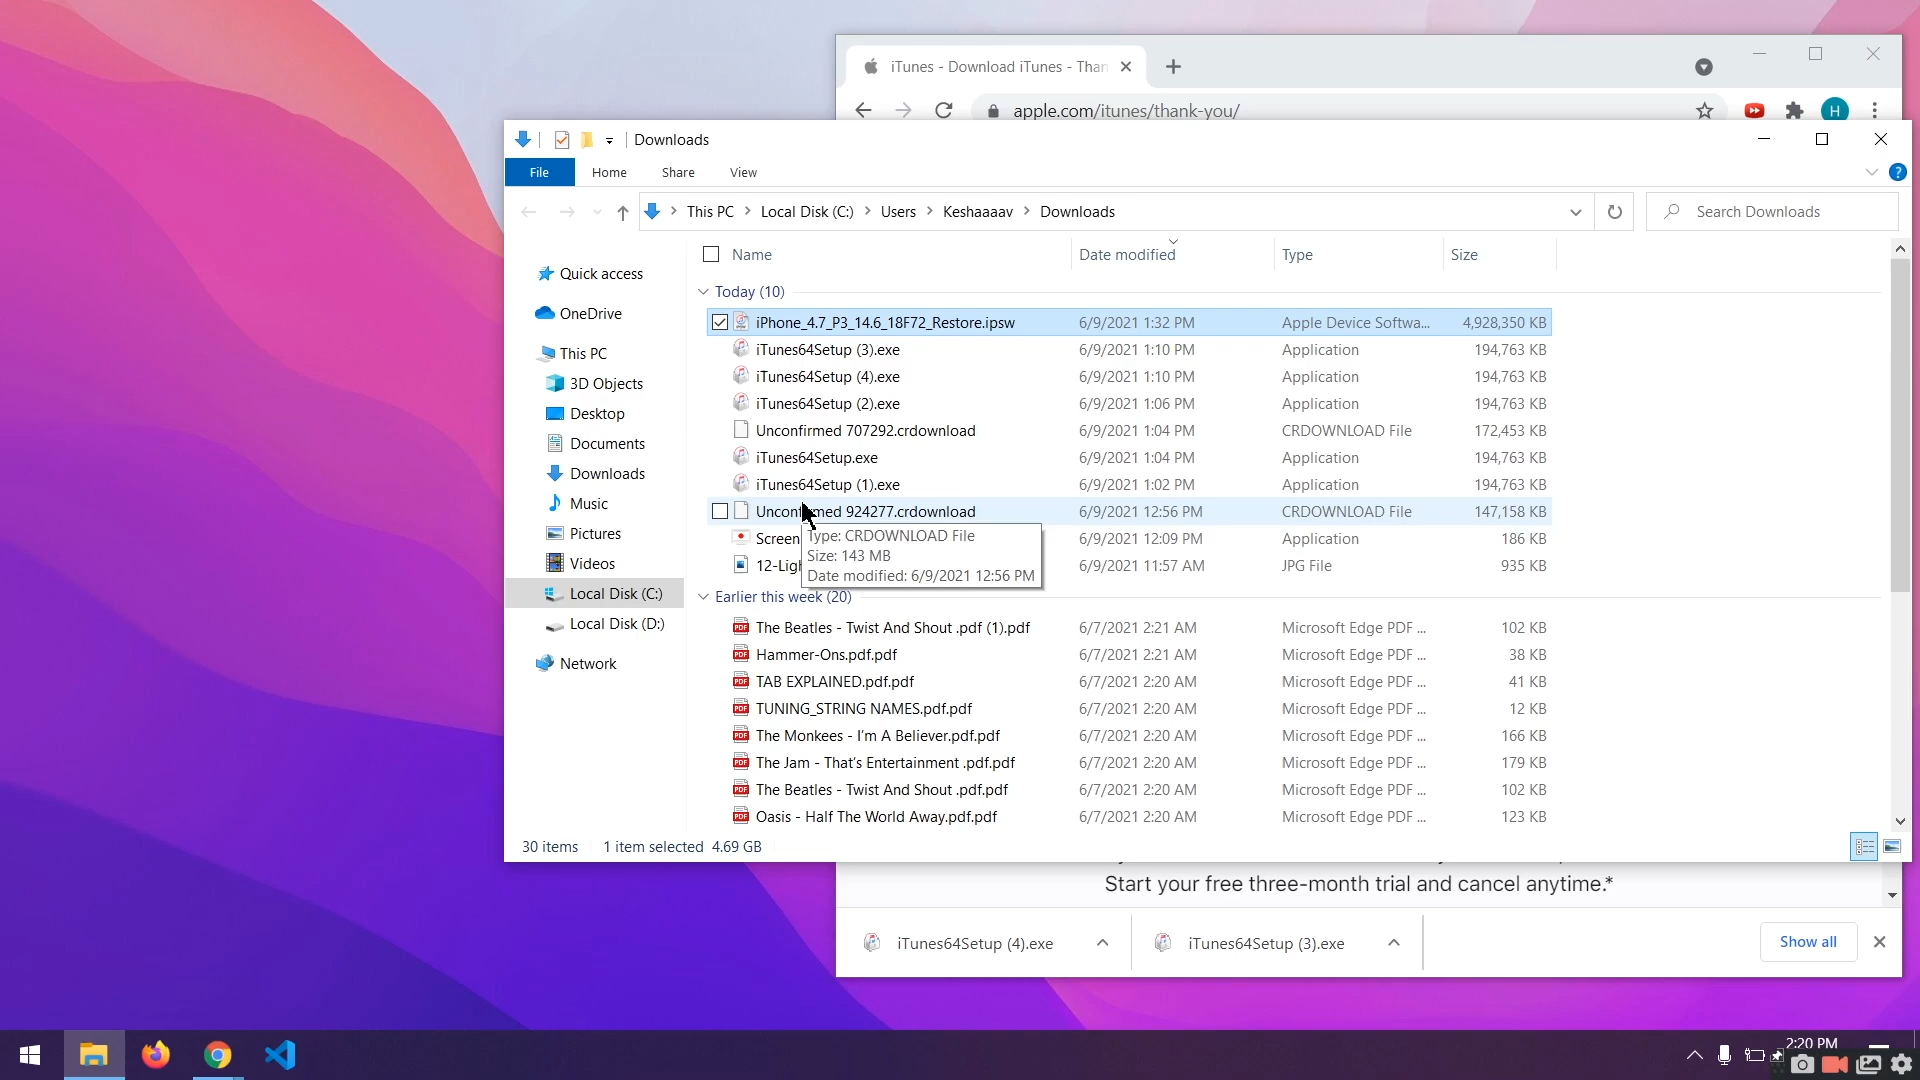 iTunes - Download iTunes - Than
apple.com/itunes/thank-you/
H
Downloads
File Home Share View
This PC Local Disk (C:) Users Keshaaaav Downloads
Search Downloads
Name Date modified Type Size
Quick access
OneDrive
This PC
3D Objects
Desktop
Documents
Downloads
Music
Pictures
Videos
Local Disk (C:)
Local Disk (D:)
Network
Today (10)
iPhone_4.7_P3_14.6_18F72_Restore.ipsw 6/9/2021 1:32 PM Apple Device Softwa... 4,928,350 KB
iTunes64Setup (3).exe 6/9/2021 1:10 PM Application 194,763 KB
iTunes64Setup (4).exe 6/9/2021 1:10 PM Application 194,763 KB
iTunes64Setup (2).exe 6/9/2021 1:06 PM Application 194,763 KB
Unconfirmed 707292.crdownload 6/9/2021 1:04 PM CRDOWNLOAD File 172,453 KB
iTunes64Setup.exe 6/9/2021 1:04 PM Application 194,763 KB
iTunes64Setup (1).exe 6/9/2021 1:02 PM Application 194,763 KB
Unconfirmed 924277.crdownload 6/9/2021 12:56 PM CRDOWNLOAD File 147,158 KB
Screen 6/9/2021 12:09 PM Application 186 KB
12-Ligh 6/9/2021 11:57 AM JPG File 935 KB
Type: CRDOWNLOAD File
Size: 143 MB
Date modified: 6/9/2021 12:56 PM
Earlier this week (20)
The Beatles - Twist And Shout .pdf (1).pdf 6/7/2021 2:21 AM Microsoft Edge PDF ... 102 KB
Hammer-Ons.pdf.pdf 6/7/2021 2:21 AM Microsoft Edge PDF ... 38 KB
TAB EXPLAINED.pdf.pdf 6/7/2021 2:20 AM Microsoft Edge PDF ... 41 KB
TUNING_STRING NAMES.pdf.pdf 6/7/2021 2:20 AM Microsoft Edge PDF ... 12 KB
The Monkees - I'm A Believer.pdf.pdf 6/7/2021 2:20 AM Microsoft Edge PDF ... 166 KB
The Jam - That's Entertainment .pdf.pdf 6/7/2021 2:20 AM Microsoft Edge PDF ... 179 KB
The Beatles - Twist And Shout .pdf.pdf 6/7/2021 2:20 AM Microsoft Edge PDF ... 102 KB
Oasis - Half The World Away.pdf.pdf 6/7/2021 2:20 AM Microsoft Edge PDF ... 123 KB
30 items 1 item selected 4.69 GB
Start your free three-month trial and cancel anytime.*
iTunes64Setup (4).exe iTunes64Setup (3).exe Show all
2:20 PM